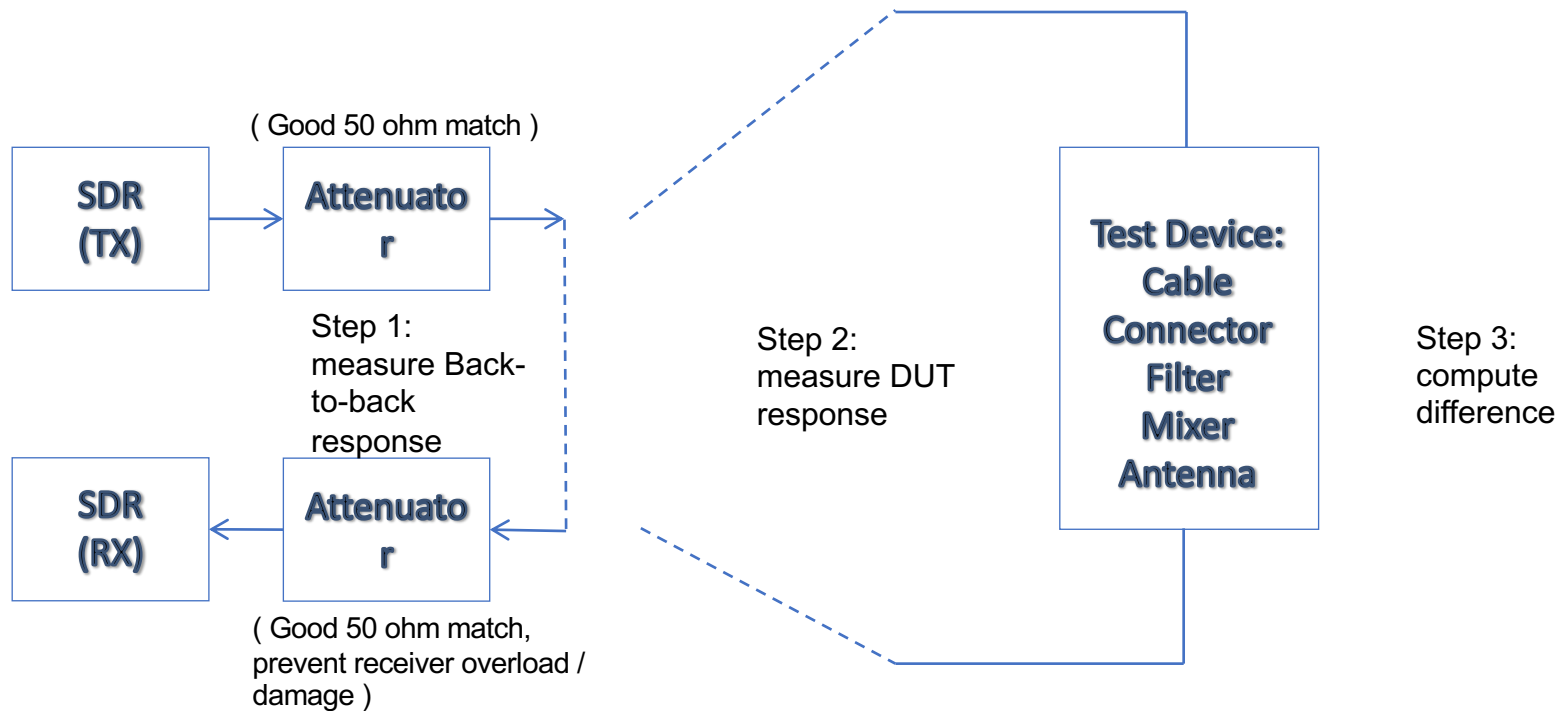 ( Good 50 ohm match )
SDR
(TX)
Attenuato
r
Step 1:
measure Back-
to-back
response
SDR
(RX)
Attenuato
r
( Good 50 ohm match,
prevent receiver overload /
damage )
Step 2:
measure DUT
response
Test Device:
Cable
Connector
Filter
Mixer
Antenna
Step 3:
compute
difference